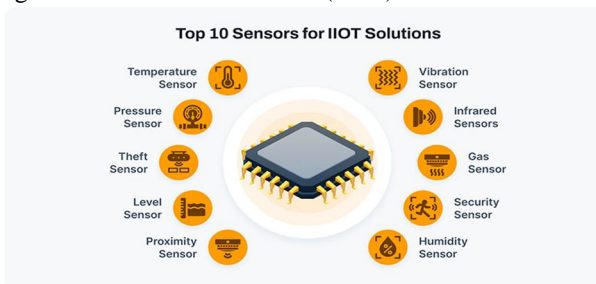 Top 10 Sensors for IIOT Solutions
Temperature
Sensor
Pressure
Sensor
Theft
Sensor
Level
Sensor
Proximity
Sensor
Vibration
Sensor
Infrared
Sensors
Gas
Sensor
Security
Sensor
Humidity
Sensor